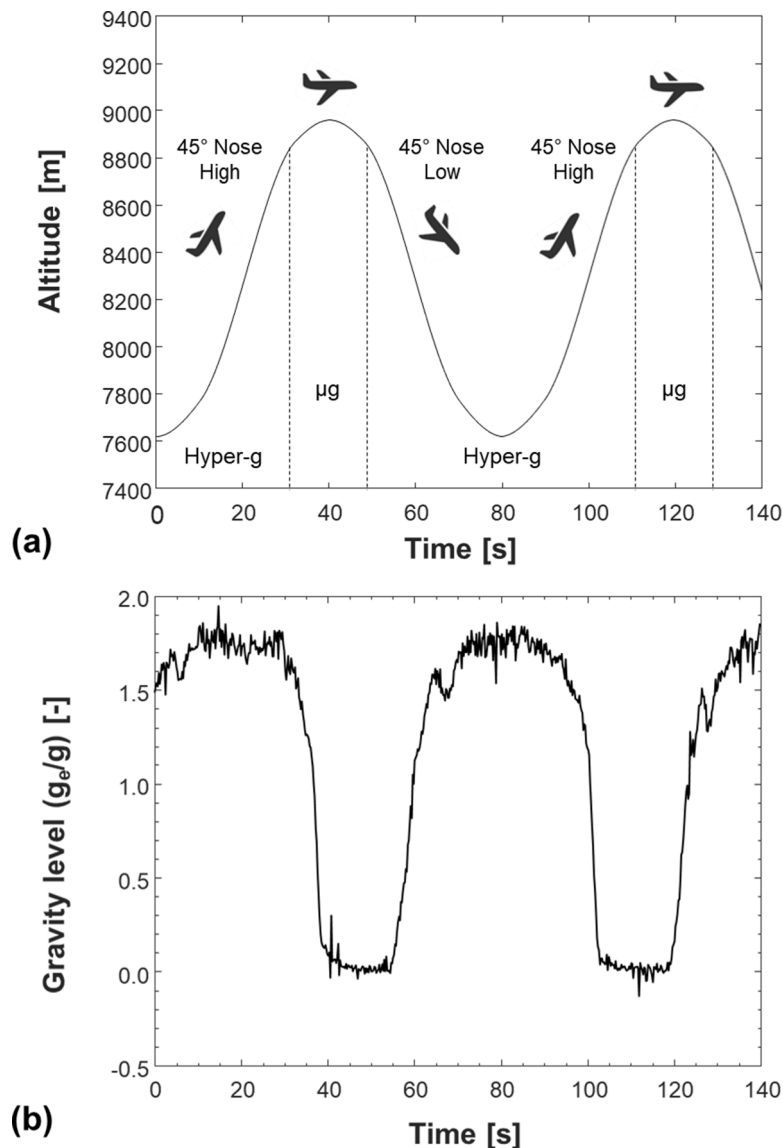 9400
9200
9000
8800
8600
8400
8200
8000
7800
7600
7400
Altitude [m]
45° Nose
High
45° Nose
Low
45° Nose
High
µg
µg
Hyper-g
Hyper-g
0
20
40
60
80
100
120
140
Time [s]
(a)
2.0
1.5
1.0
0.5
0.0
-0.5
Gravity level (gₑ/g) [-]
0
20
40
60
80
100
120
140
Time [s]
(b)